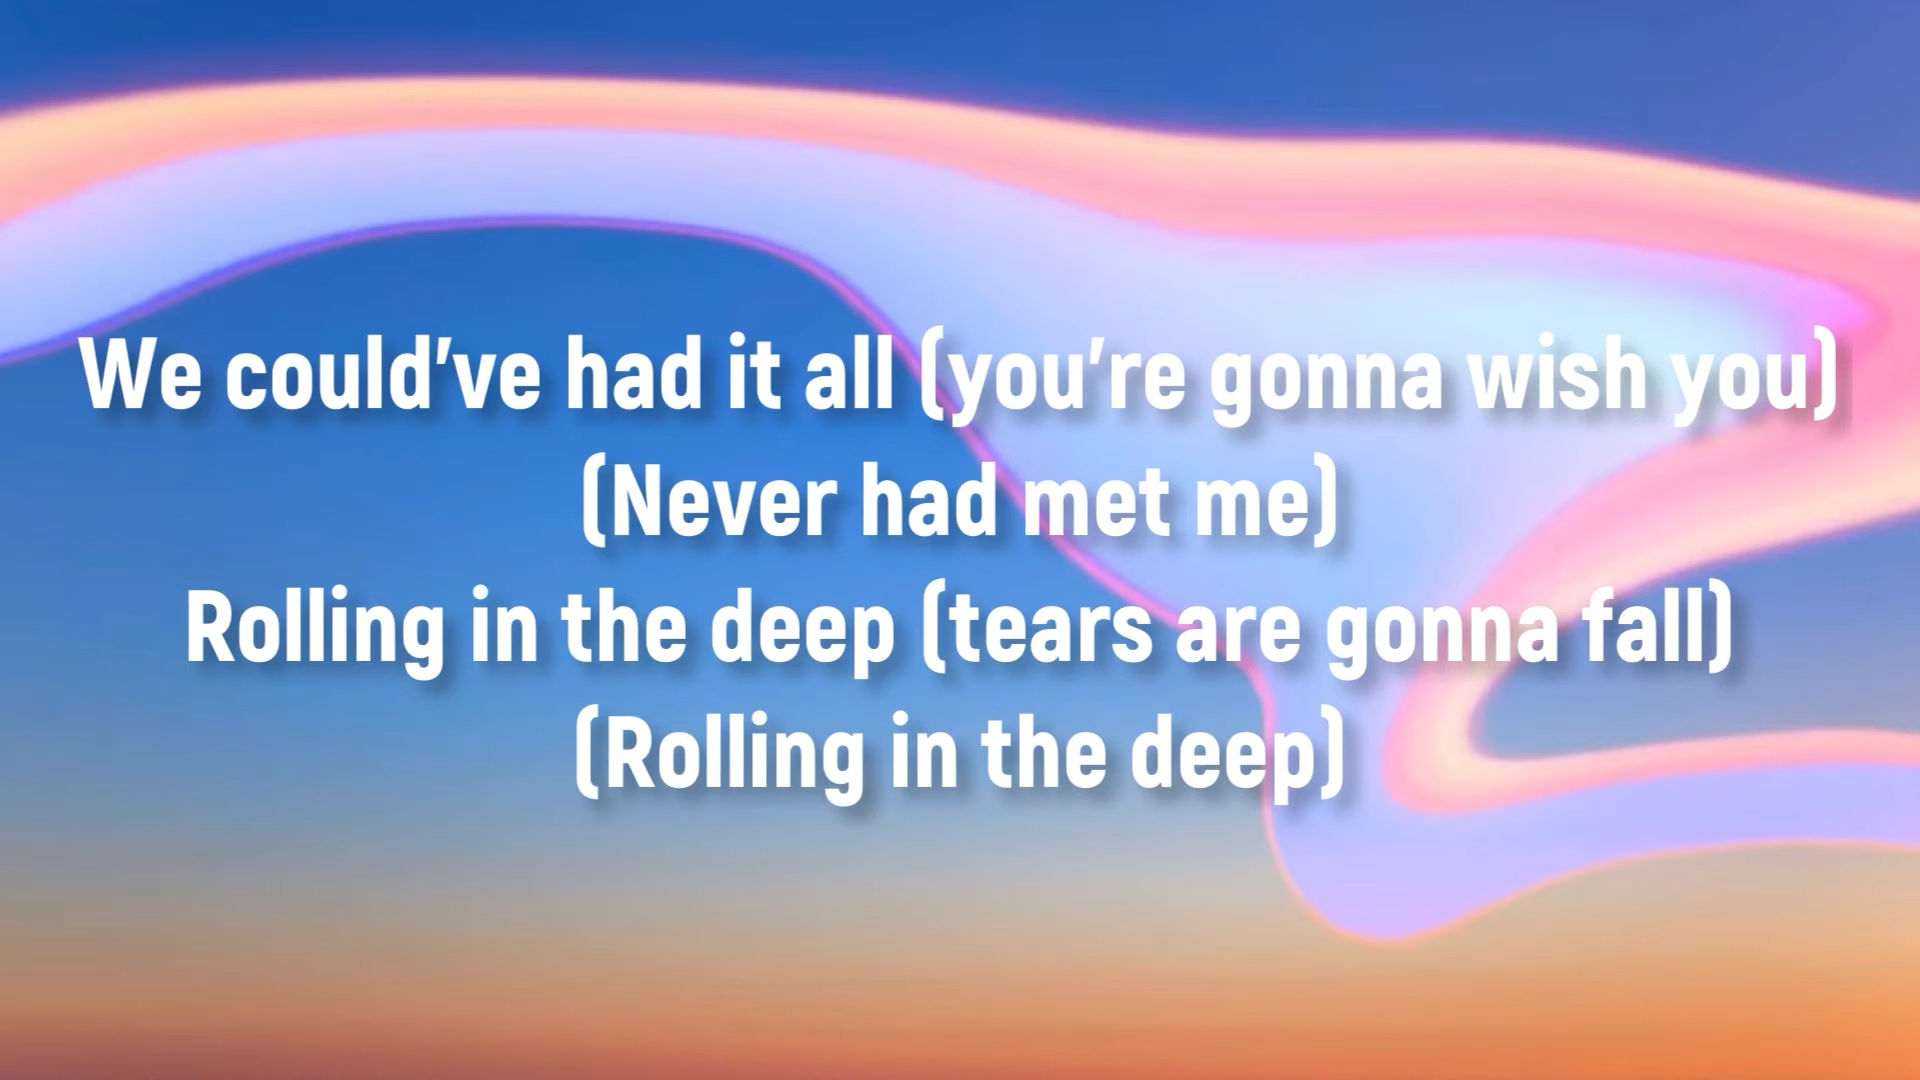 We could've had it all (you're gonna wish you)
(Never had met me)
Rolling in the deep (tears are gonna fall)
(Rolling in the deep)